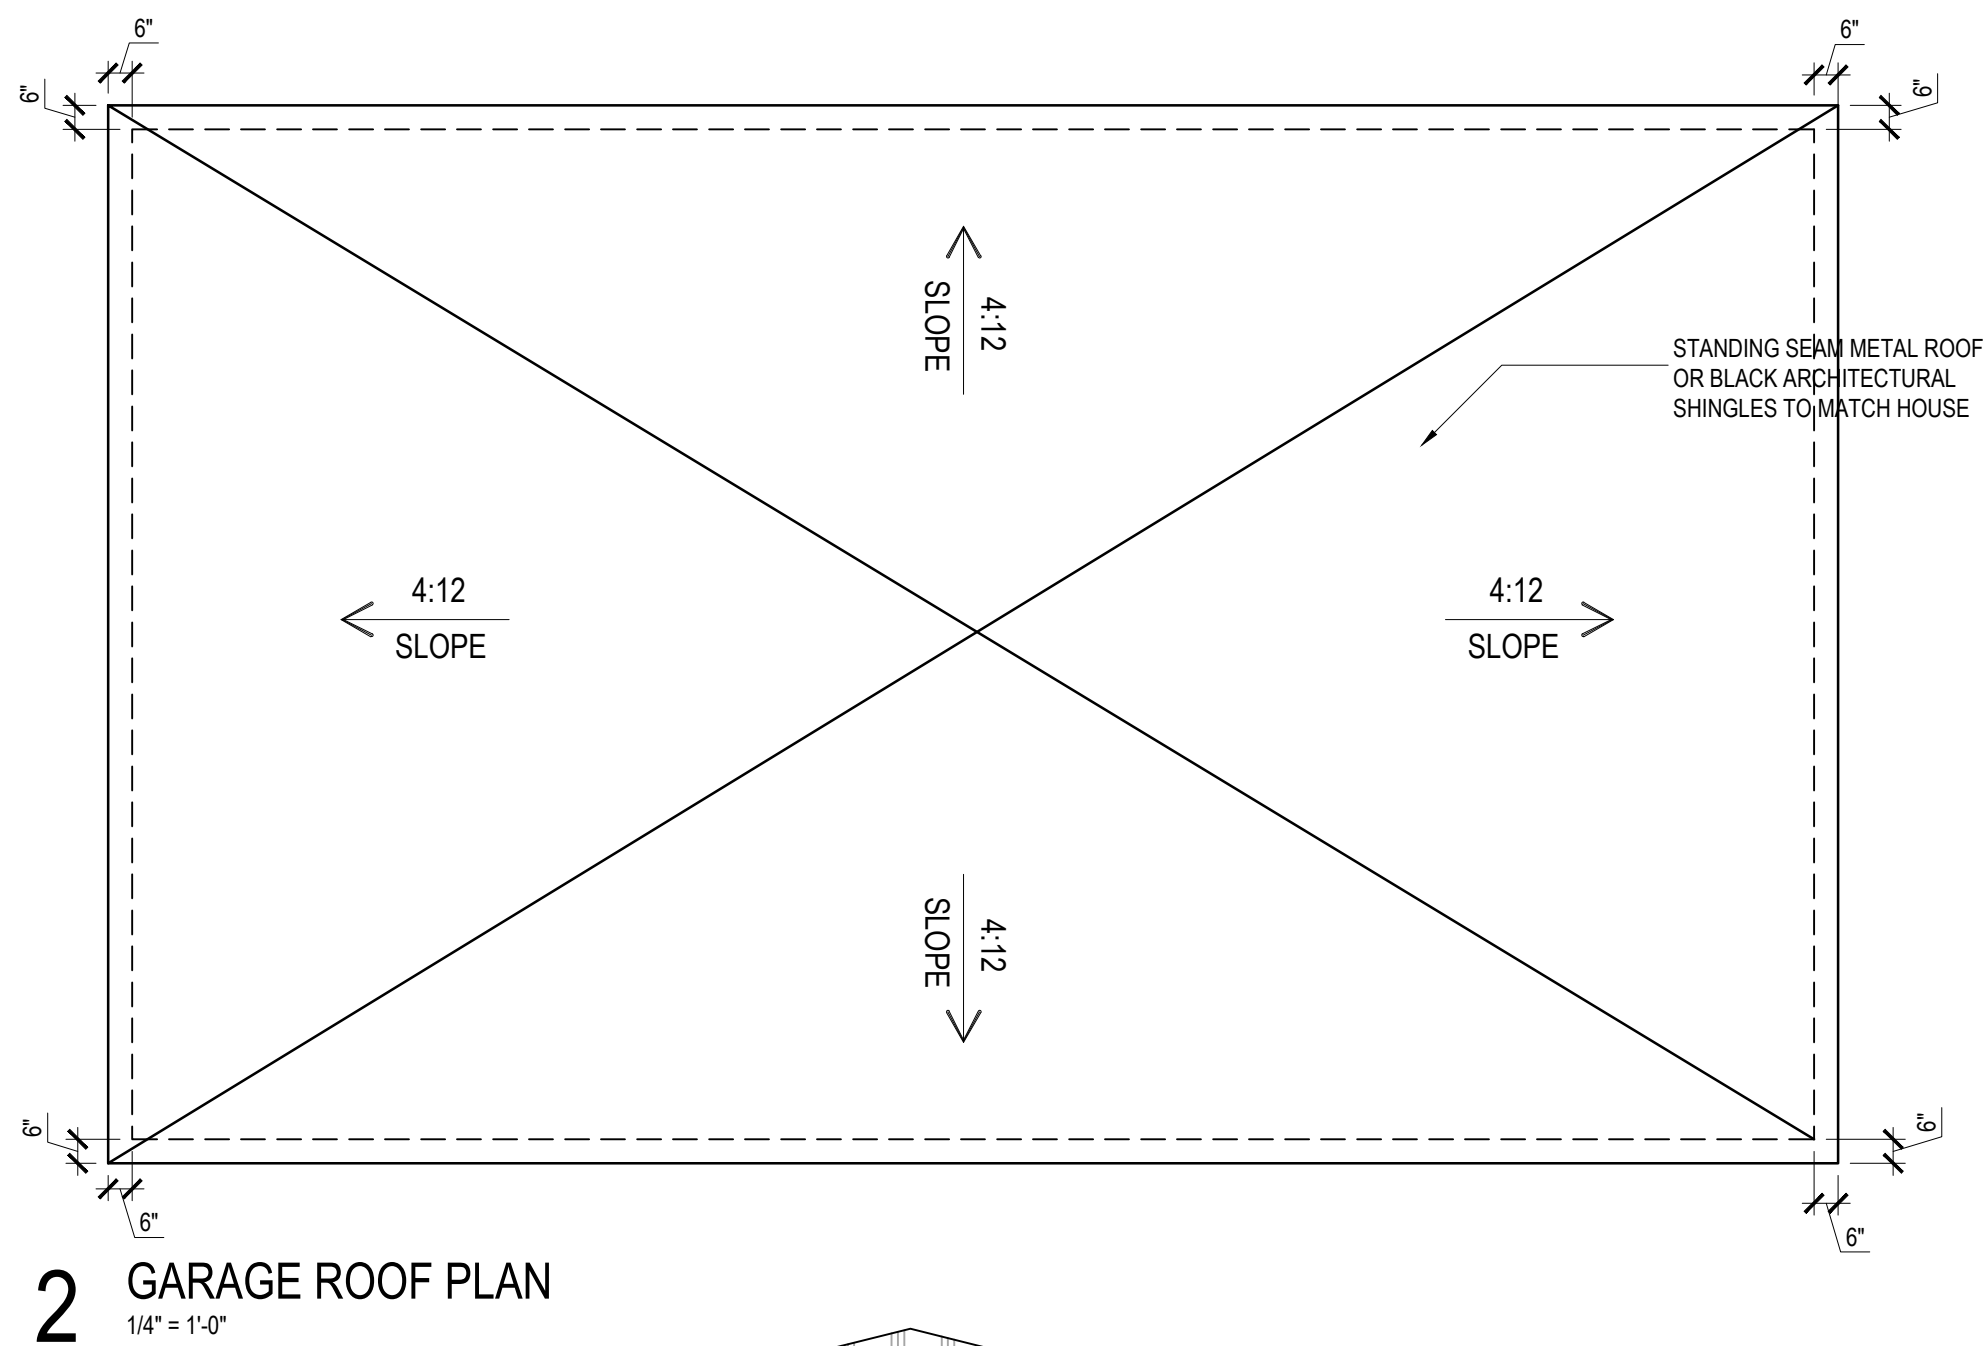 6"
6"
6"
6"
4:12
SLOPE
STANDING SEAM METAL ROOF
OR BLACK ARCHITECTURAL
SHINGLES TO MATCH HOUSE
4:12
SLOPE
4:12
SLOPE
4:12
SLOPE
6"
6"
6"
6"
2
GARAGE ROOF PLAN
1/4" = 1'-0"